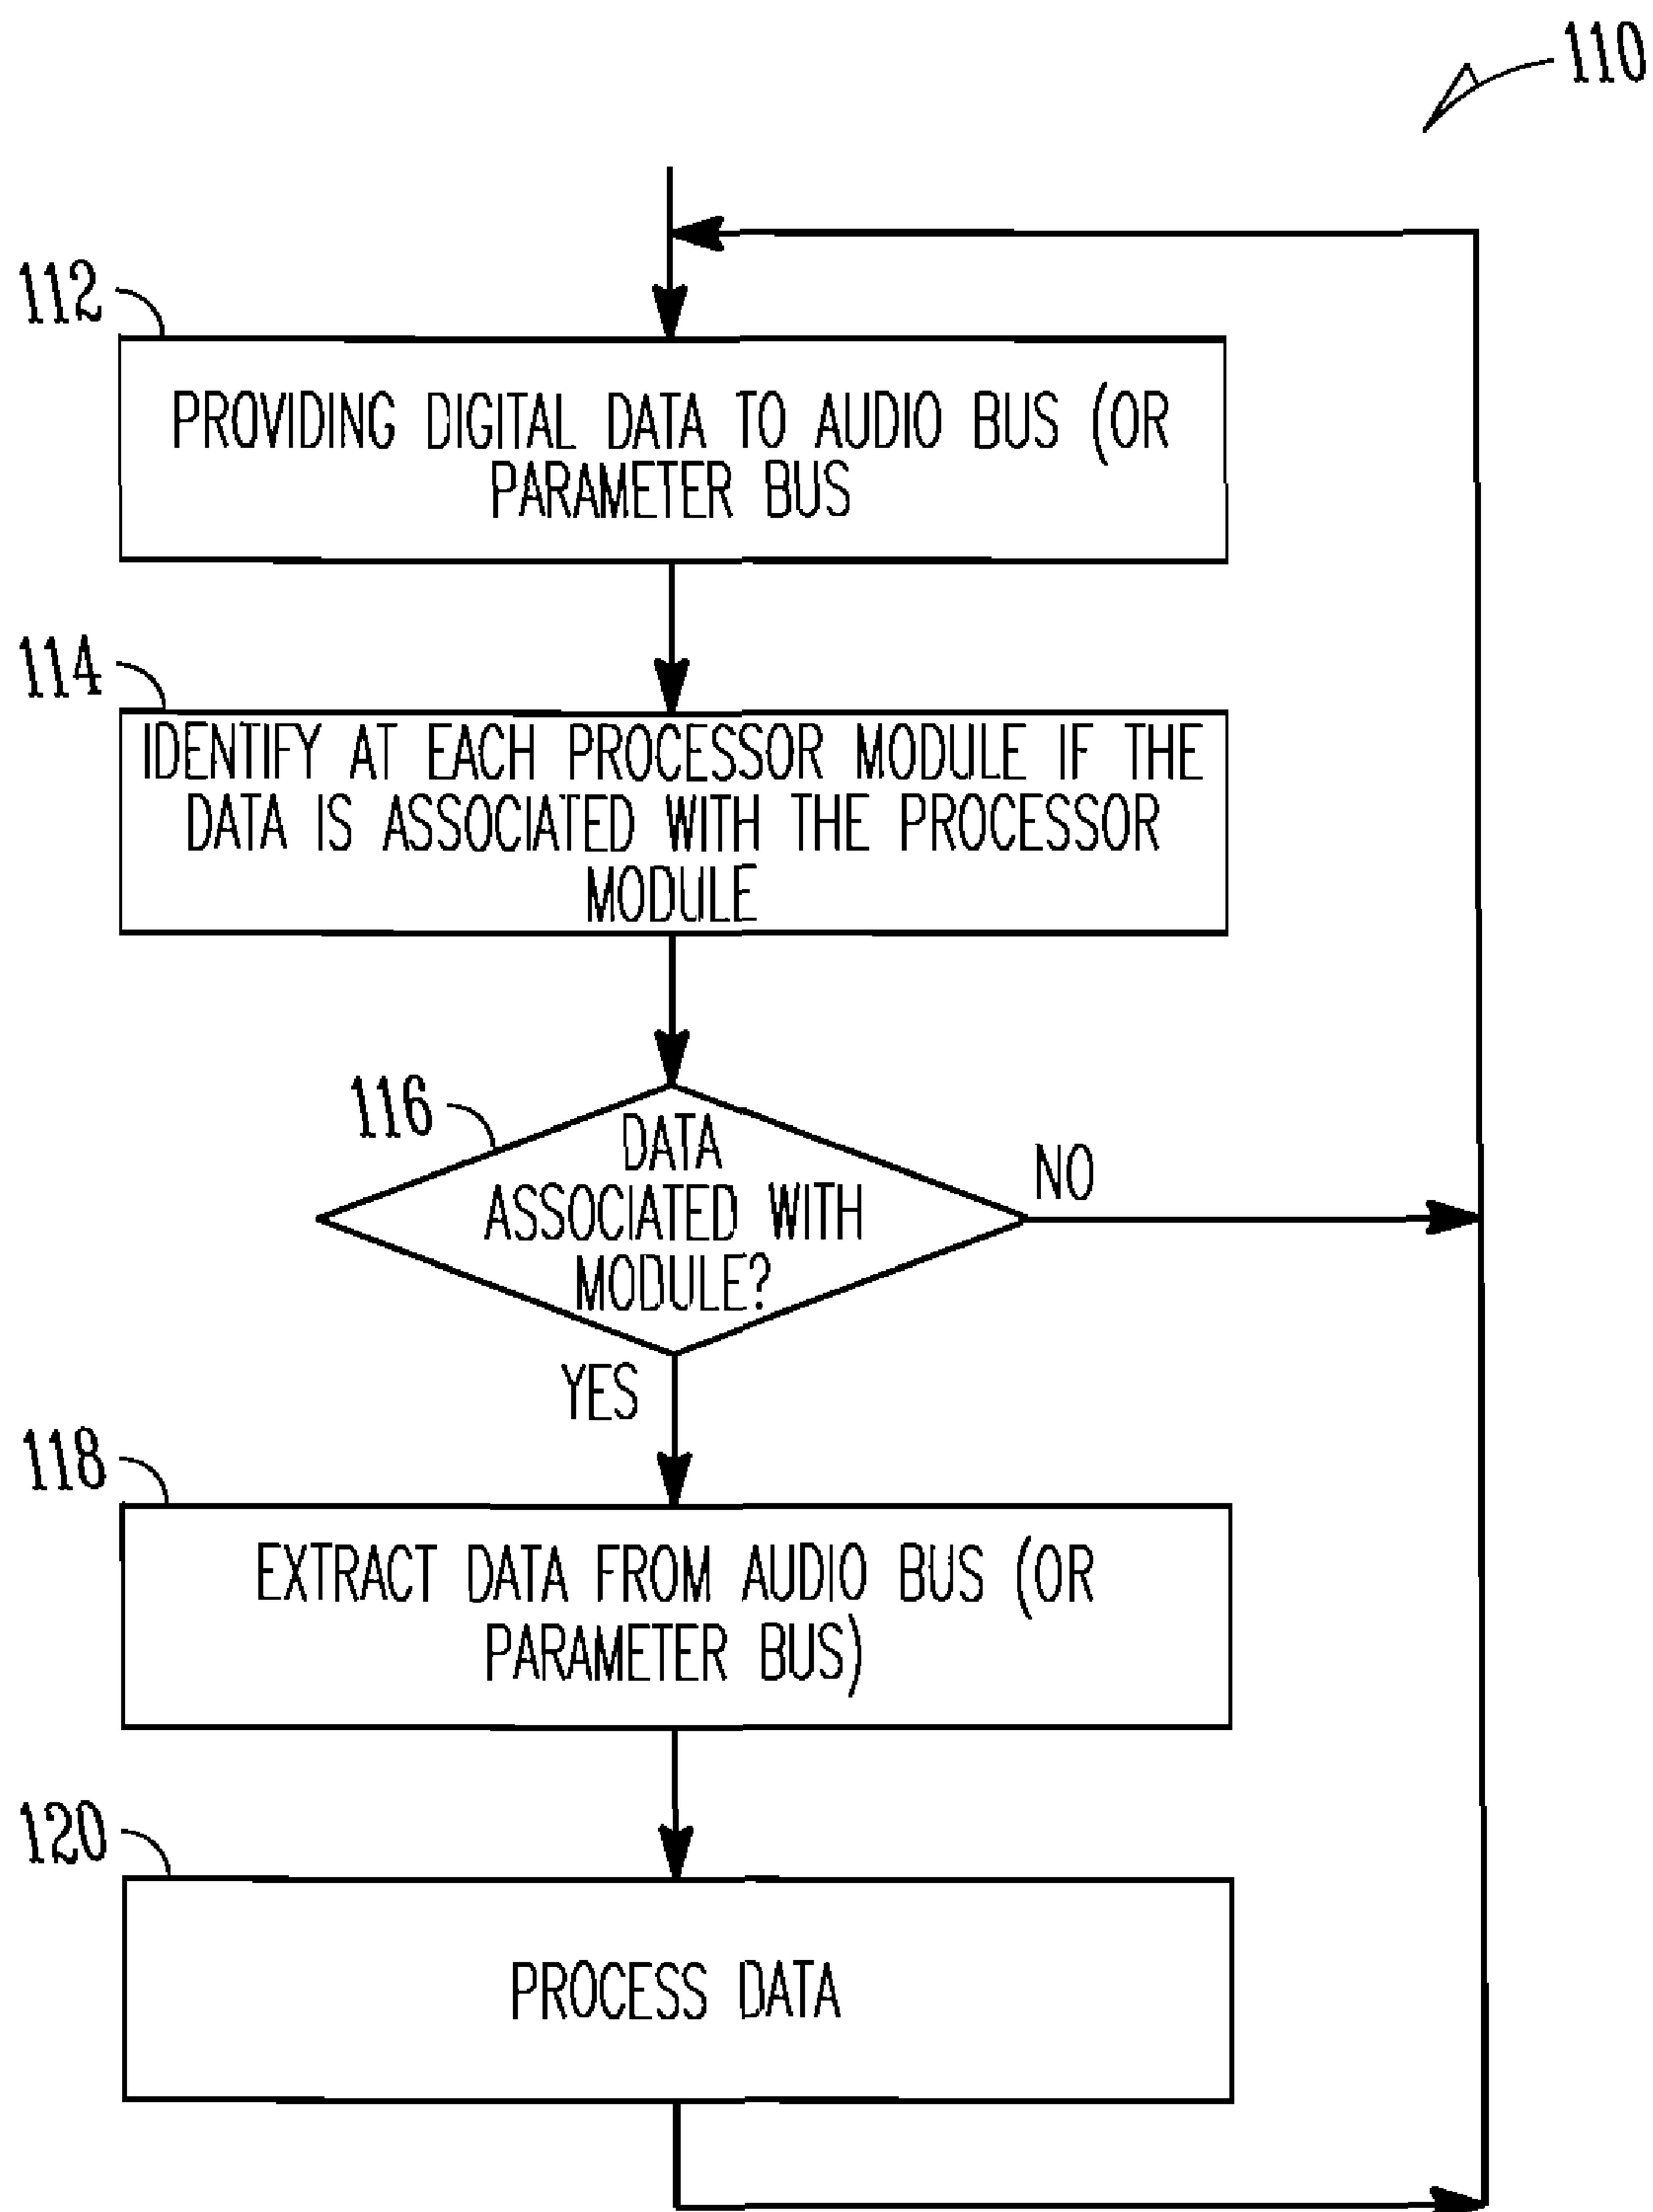 110
112
PROVIDING DIGITAL DATA TO AUDIO BUS (OR
PARAMETER BUS
114
IDENTIFY AT EACH PROCESSOR MODULE IF THE
DATA IS ASSOCIATED WITH THE PROCESSOR
MODULE
116
DATA
ASSOCIATED WITH
MODULE?
NO
YES
118
EXTRACT DATA FROM AUDIO BUS (OR
PARAMETER BUS)
120
PROCESS DATA